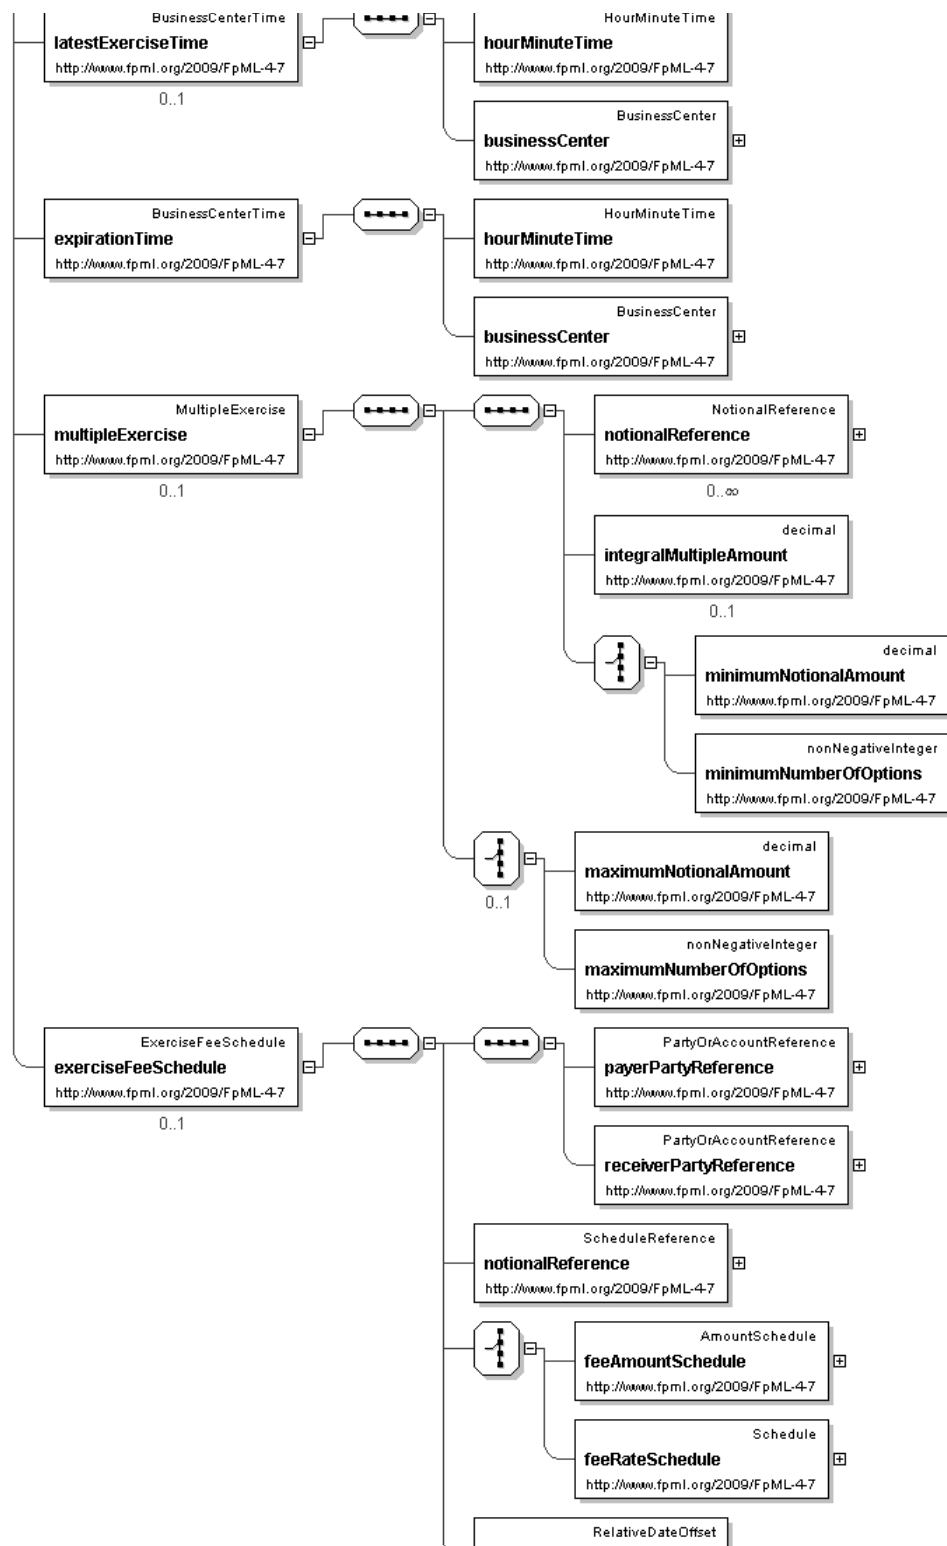 BusinessCenterTime
latestExerciseTime
http://www.fpml.org/2009/FpML-4-7
0..1
HourMinuteTime
hourMinuteTime
http://www.fpml.org/2009/FpML-4-7
BusinessCenter
businessCenter
http://www.fpml.org/2009/FpML-4-7
BusinessCenterTime
expirationTime
http://www.fpml.org/2009/FpML-4-7
HourMinuteTime
hourMinuteTime
http://www.fpml.org/2009/FpML-4-7
BusinessCenter
businessCenter
http://www.fpml.org/2009/FpML-4-7
MultipleExercise
multipleExercise
http://www.fpml.org/2009/FpML-4-7
0..1
NotionalReference
notionalReference
http://www.fpml.org/2009/FpML-4-7
0..∞
decimal
integralMultipleAmount
http://www.fpml.org/2009/FpML-4-7
0..1
decimal
minimumNotionalAmount
http://www.fpml.org/2009/FpML-4-7
nonNegativeInteger
minimumNumberOfOptions
http://www.fpml.org/2009/FpML-4-7
0..1
decimal
maximumNotionalAmount
http://www.fpml.org/2009/FpML-4-7
nonNegativeInteger
maximumNumberOfOptions
http://www.fpml.org/2009/FpML-4-7
ExerciseFeeSchedule
exerciseFeeSchedule
http://www.fpml.org/2009/FpML-4-7
0..1
PartyOrAccountReference
payerPartyReference
http://www.fpml.org/2009/FpML-4-7
PartyOrAccountReference
receiverPartyReference
http://www.fpml.org/2009/FpML-4-7
ScheduleReference
notionalReference
http://www.fpml.org/2009/FpML-4-7
AmountSchedule
feeAmountSchedule
http://www.fpml.org/2009/FpML-4-7
Schedule
feeRateSchedule
http://www.fpml.org/2009/FpML-4-7
RelativeDateOffset